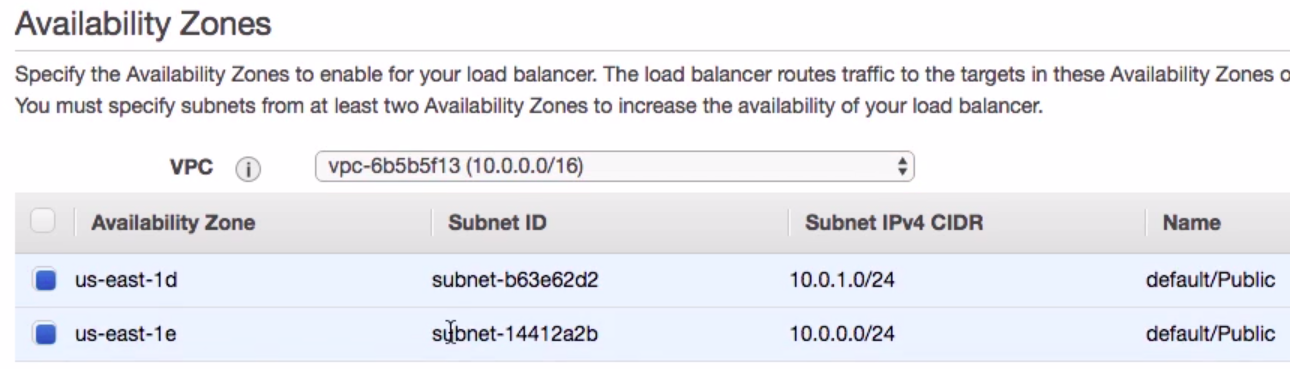 Availability Zones
Specify the Availability Zones to enable for your load balancer. The load balancer routes traffic to the targets in these Availability Zones o
You must specify subnets from at least two Availability Zones to increase the availability of your load balancer.
VPC i vpc-6b5b5f13 (10.0.0.0/16)
Availability Zone Subnet ID Subnet IPv4 CIDR Name
us-east-1d subnet-b63e62d2 10.0.1.0/24 default/Public
us-east-1e subnet-14412a2b 10.0.0.0/24 default/Public